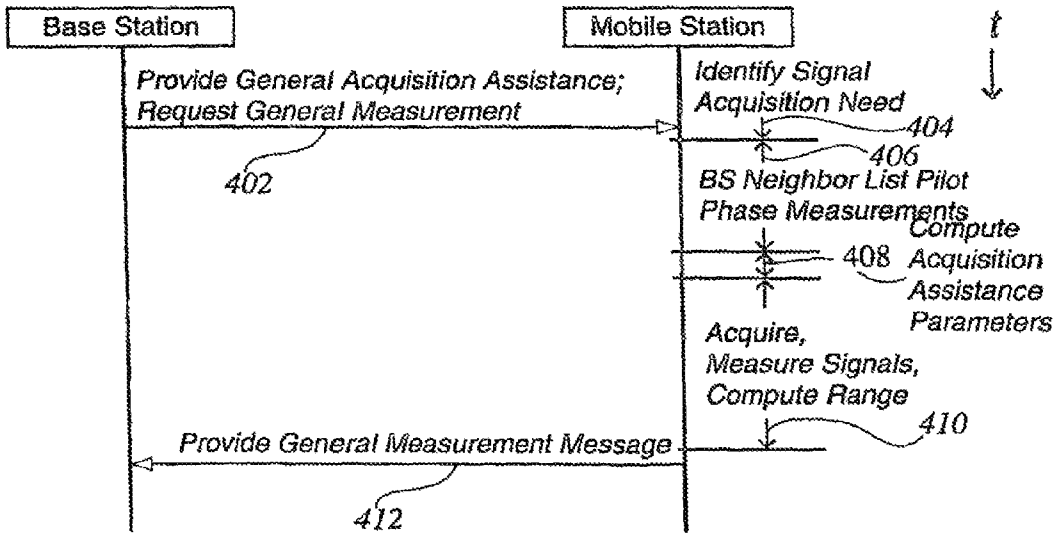 Base Station
Mobile Station
t
Provide General Acquisition Assistance;
Request General Measurement
Identify Signal
Acquisition Need
404
402
406
BS Neighbor List Pilot
Phase Measurements
408
Compute
Acquisition
Assistance
Parameters
Acquire,
Measure Signals,
Compute Range
410
Provide General Measurement Message
412